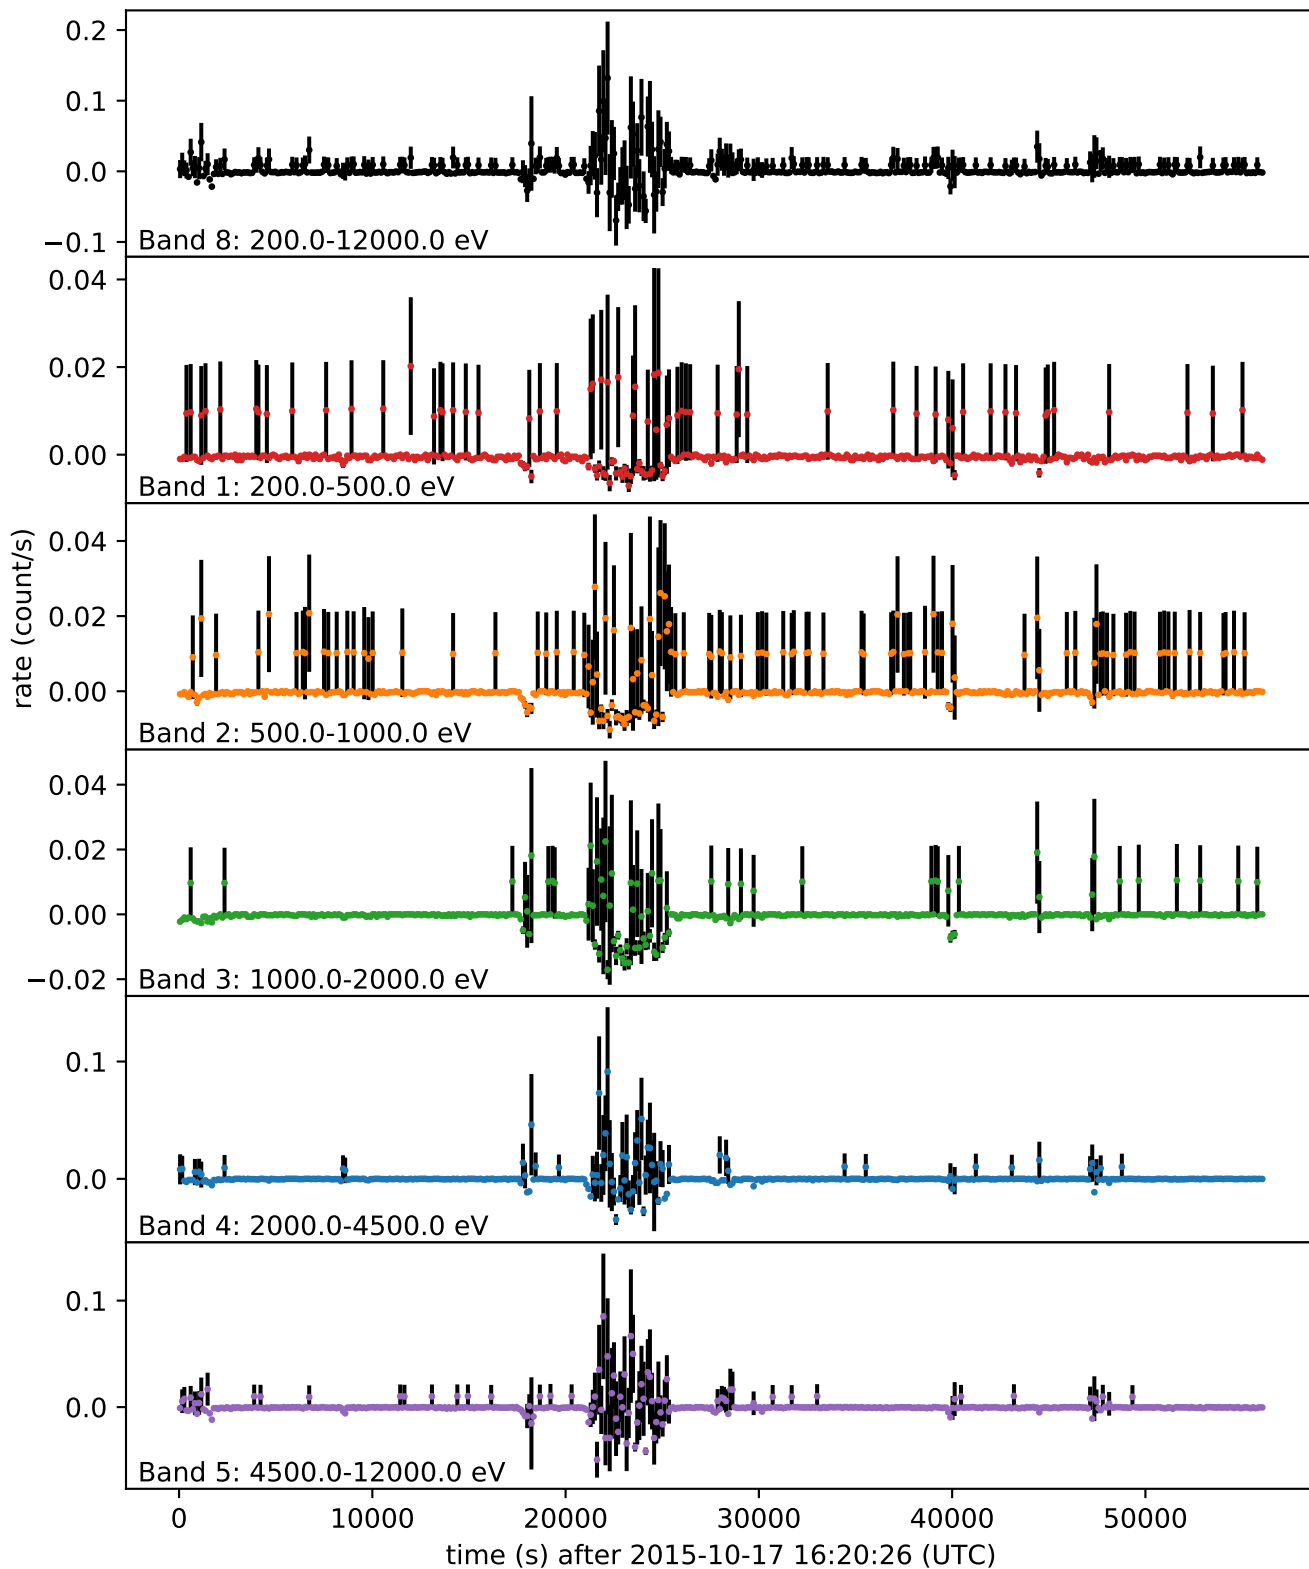 0.2
0.1
0.0
−0.1
Band 8: 200.0-12000.0 eV
0.04
0.02
0.00
Band 1: 200.0-500.0 eV
rate (count/s)
0.04
0.02
0.00
Band 2: 500.0-1000.0 eV
0.04
0.02
0.00
−0.02
Band 3: 1000.0-2000.0 eV
0.1
0.0
Band 4: 2000.0-4500.0 eV
0.1
0.0
Band 5: 4500.0-12000.0 eV
0 10000 20000 30000 40000 50000
time (s) after 2015-10-17 16:20:26 (UTC)